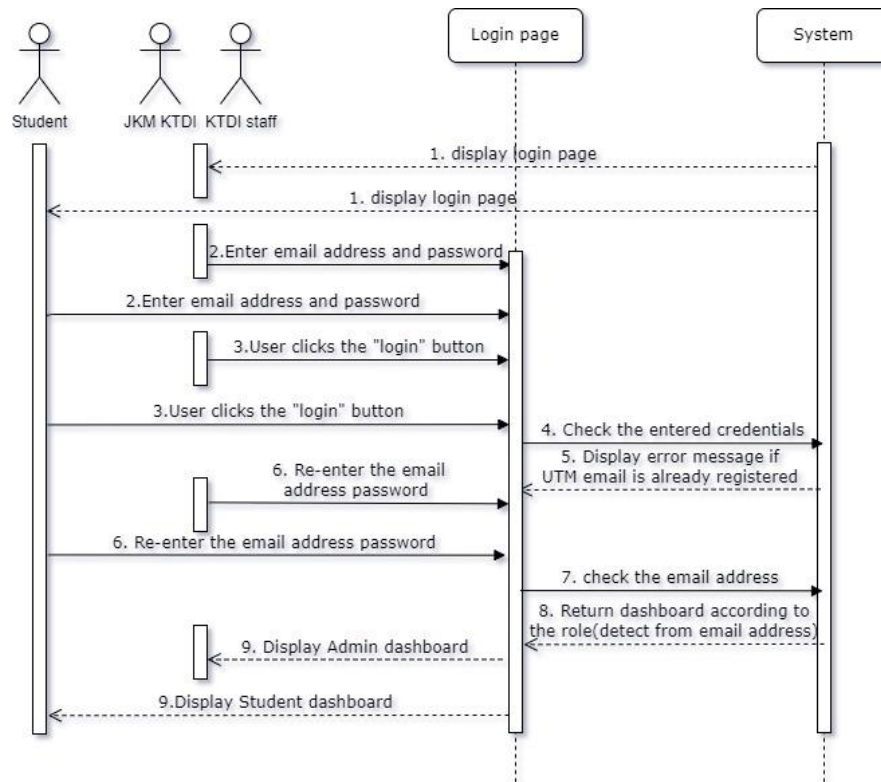 Login page
System
Student
JKM KTDI
KTDI staff
1. display login page
1. display login page
2.Enter email address and password
2.Enter email address and password
3.User clicks the "login" button
3.User clicks the "login" button
4. Check the entered credentials
5. Display error message if
UTM email is already registered
6. Re-enter the email
address password
6. Re-enter the email address password
7. check the email address
8. Return dashboard according to
the role(detect from email address)
9. Display Admin dashboard
9.Display Student dashboard